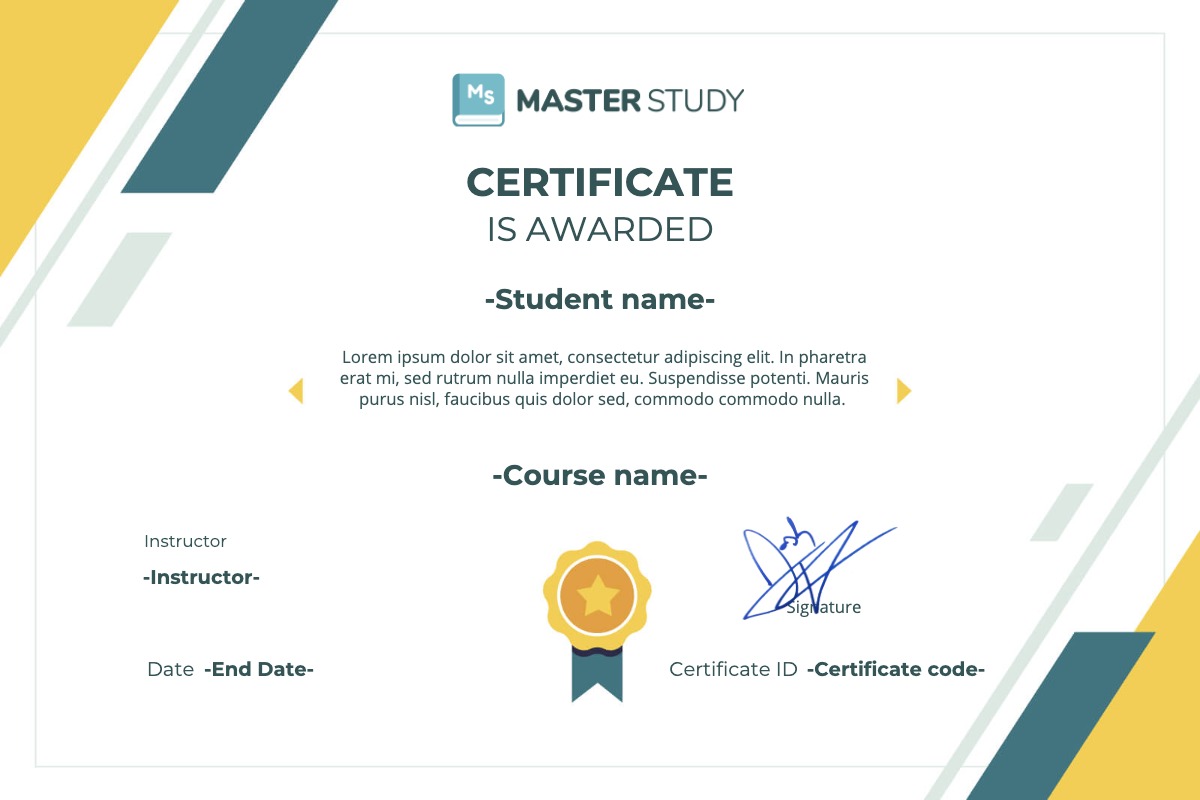 MS
MASTER STUDY
CERTIFICATE
IS AWARDED
-Student name-
Lorem ipsum dolor sit amet, consectetur adipiscing elit. In pharetra
erat mi, sed rutrum nulla imperdiet eu. Suspendisse potenti. Mauris
purus nisl, faucibus quis dolor sed, commodo commodo nulla.
-Course name-
Instructor
-Instructor-
Signature
Date -End Date-
Certificate ID -Certificate code-